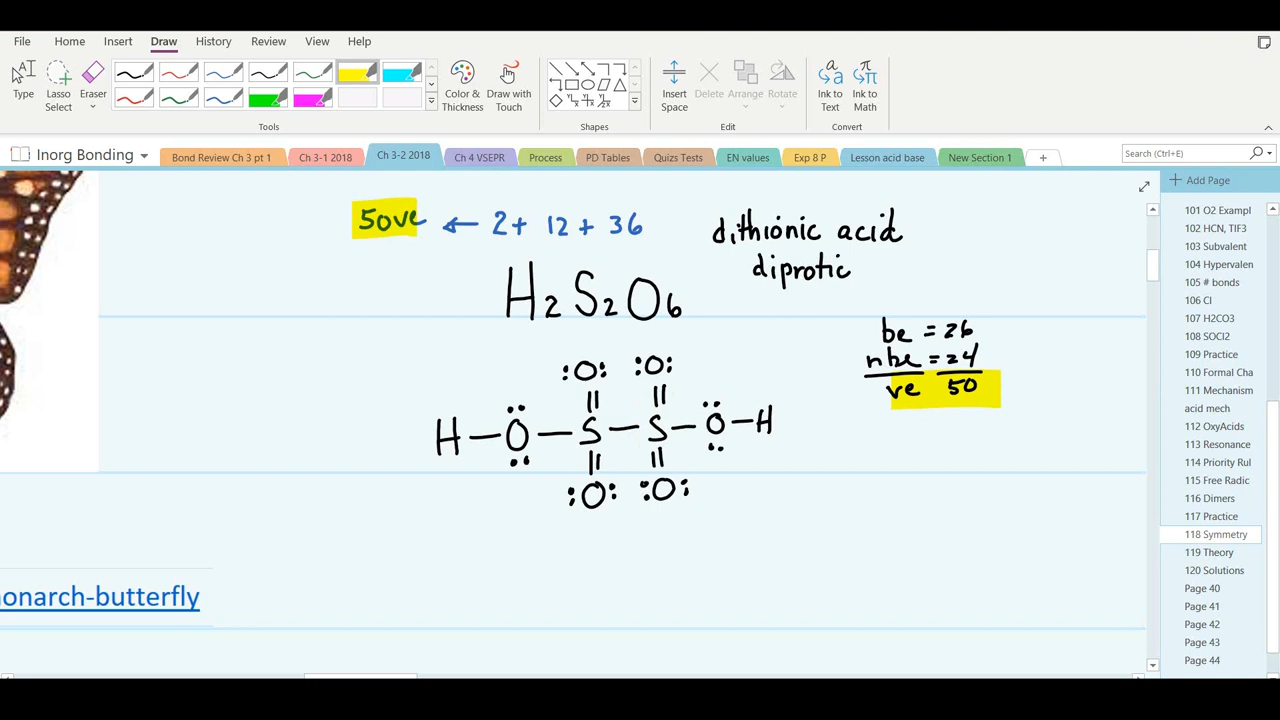 File Home Insert Draw History Review View Help
Type
Lasso Select
Eraser
Color & Thickness
Draw with Touch
Insert Space
Delete
Arrange
Rotate
Ink to Text
Ink to Math
Tools
Shapes
Edit
Convert
Inorg Bonding
Bond Review Ch 3 pt 1
Ch 3-1 2018
Ch 3-2 2018
Ch 4 VSEPR
Process
PD Tables
Quizs Tests
EN values
Exp 8 P
Lesson acid base
New Section 1
Search (Ctrl+E)
50ve ← 2+ 12 + 36
dithionic acid
diprotic
H2S2O6
be = 26
nbe = 24
ve 50
:O: :O:
H—O—S—S—O—H
:O: :O:
onarch-butterfly
Add Page
101 O2 Exampl
102 HCN, TIF3
103 Subvalent
104 Hypervalen
105 # bonds
106 CI
107 H2CO3
108 SOCI2
109 Practice
110 Formal Cha
111 Mechanism
acid mech
112 OxyAcids
113 Resonance
114 Priority Rul
115 Free Radic
116 Dimers
117 Practice
118 Symmetry
119 Theory
120 Solutions
Page 40
Page 41
Page 42
Page 43
Page 44